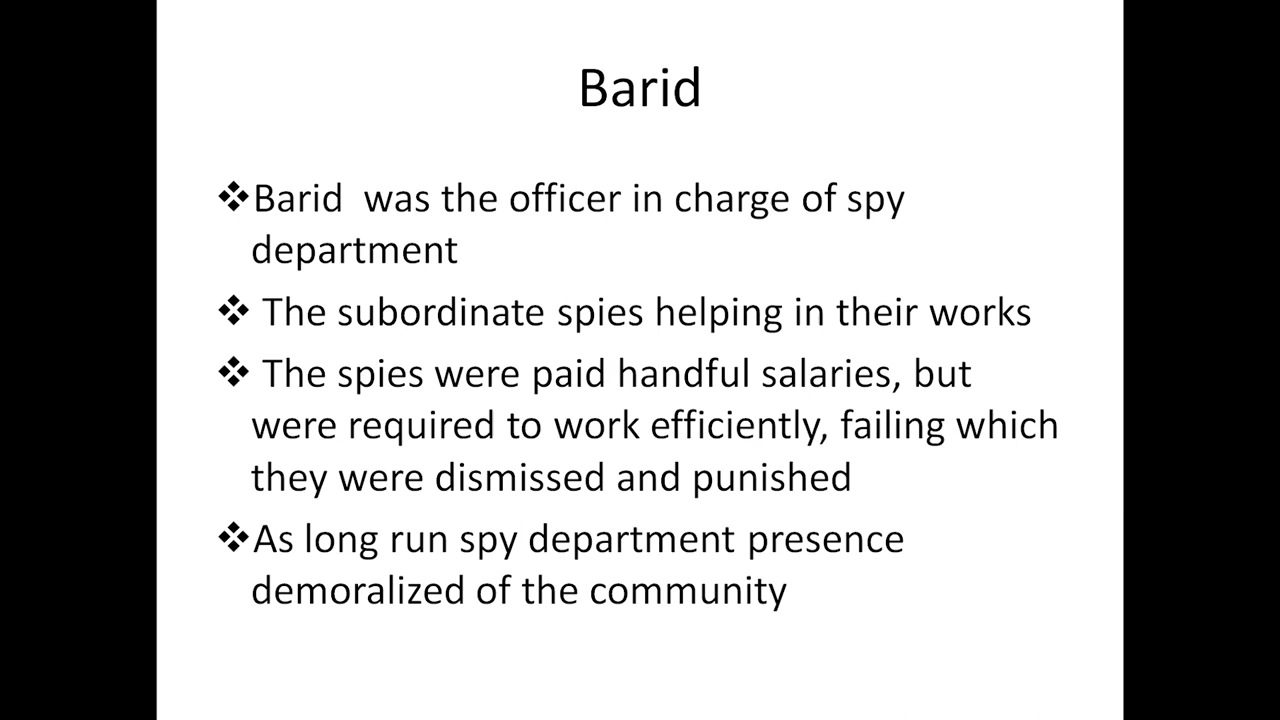 Barid
❖Barid  was the officer in charge of spy
department
❖ The subordinate spies helping in their works
❖ The spies were paid handful salaries, but
were required to work efficiently, failing which
they were dismissed and punished
❖As long run spy department presence
demoralized of the community